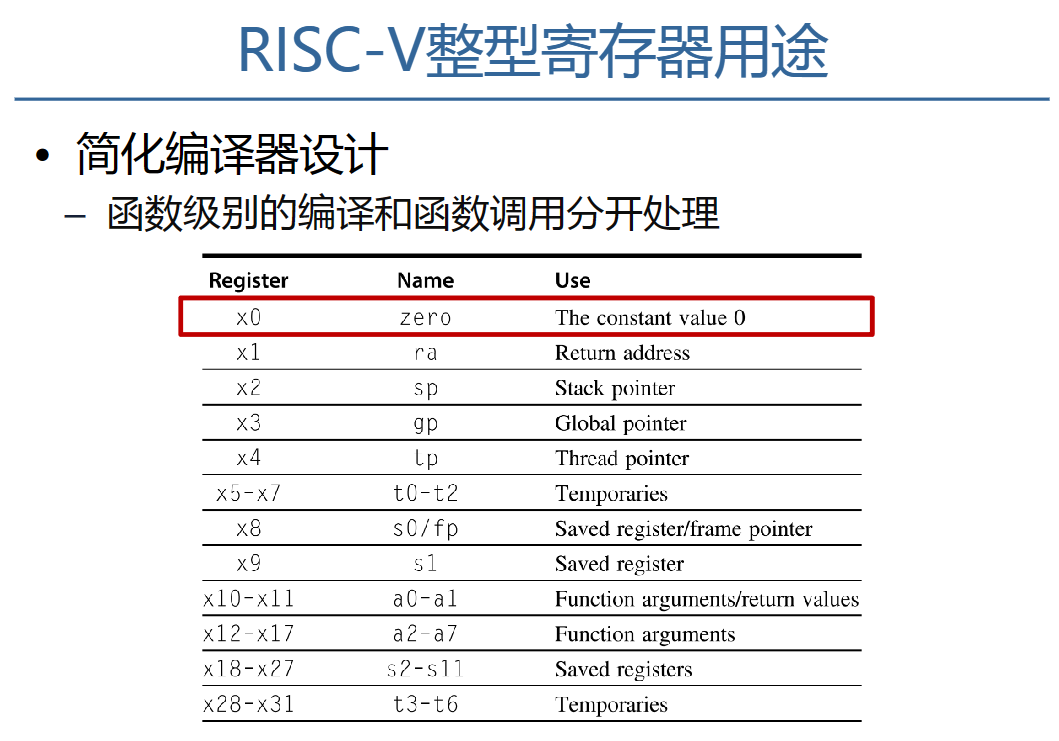 RISC-V整型寄存器用途
• 简化编译器设计
– 函数级别的编译和函数调用分开处理
Register Name Use
x0 zero The constant value 0
x1 ra Return address
x2 sp Stack pointer
x3 gp Global pointer
x4 tp Thread pointer
x5-x7 t0-t2 Temporaries
x8 s0/fp Saved register/frame pointer
x9 s1 Saved register
x10-x11 a0-a1 Function arguments/return values
x12-x17 a2-a7 Function arguments
x18-x27 s2-s11 Saved registers
x28-x31 t3-t6 Temporaries